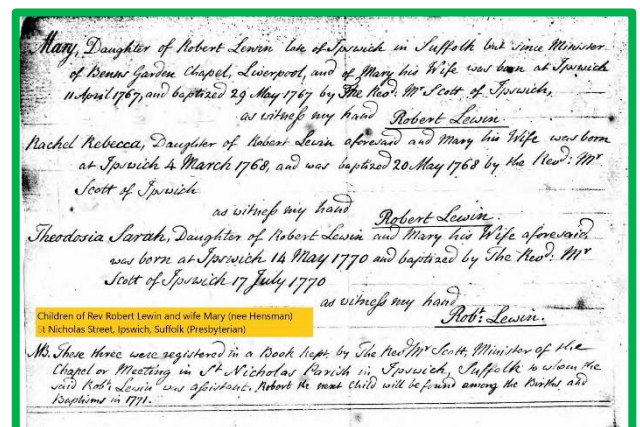 Mary, Daughter of Robert Lewin late of Ipswich in Suffolk but since Minister
of Benns Garden Chapel, Liverpool, and of Mary his Wife was born at Ipswich
11 April 1767, and baptized 29 May 1767 by The Revd: Mr Scott of Ipswich,
as witness my hand Robert Lewin
Rachel Rebecca, Daughter of Robert Lewin aforesaid and Mary his Wife was born
at Ipswich 4 March 1768, and was baptized 20 May 1768 by the Revd: Mr
Scott of Ipswich
as witness my hand Robert Lewin
Theodosia Sarah, Daughter of Robert Lewin and Mary his Wife aforesaid
was born at Ipswich 14 May 1770 and baptized by The Revd: Mr
Scott of Ipswich 17 July 1770
as witness my hand
Robt: Lewin.
Children of Rev Robert Lewin and wife Mary (nee Hensman)
St Nicholas Street, Ipswich, Suffolk (Presbyterian)
NB. These three were registered in a Book kept by The Revd Mr Scott, Minister of the
Chapel or Meeting in St Nicholas Parish in Ipswich, Suffolk to whom the
said Robt: Lewin was assistant. Robert the next Child will be found among the Births and
Baptisms in 1771.